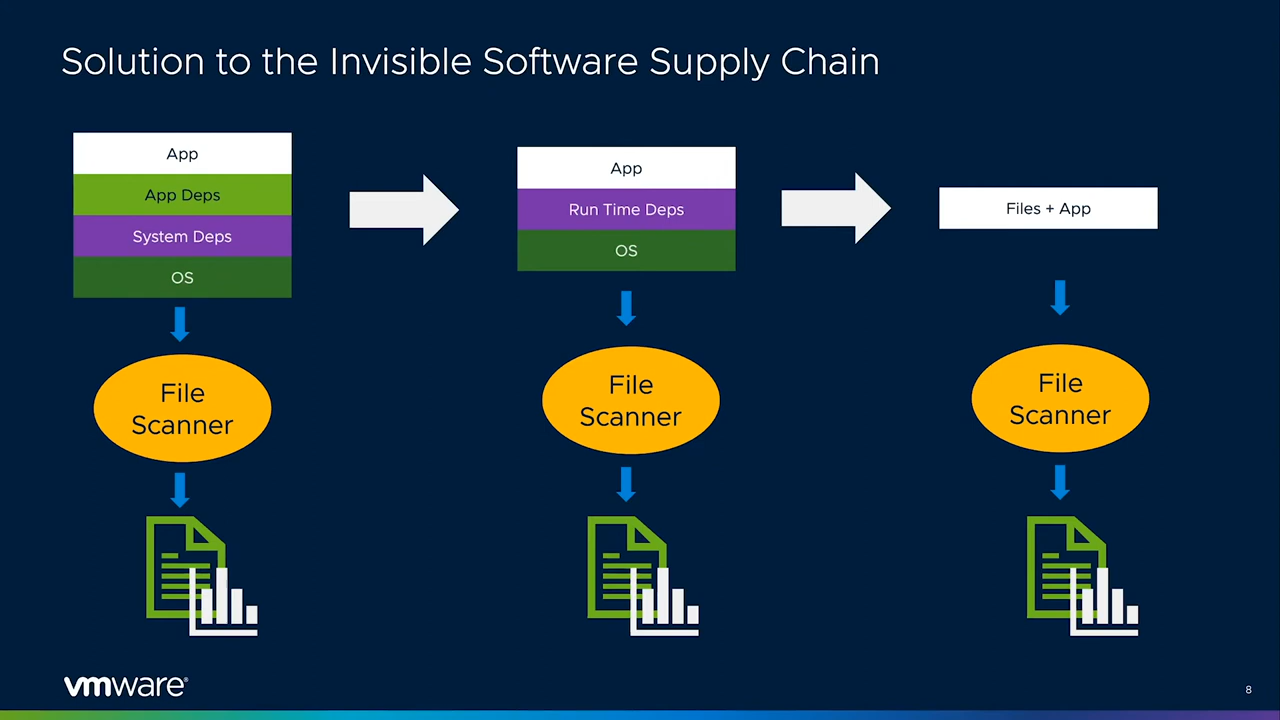 Solution to the Invisible Software Supply Chain
App
App Deps
System Deps
OS
App
Run Time Deps
OS
Files + App
File
Scanner
File
Scanner
File
Scanner
vmware®
8